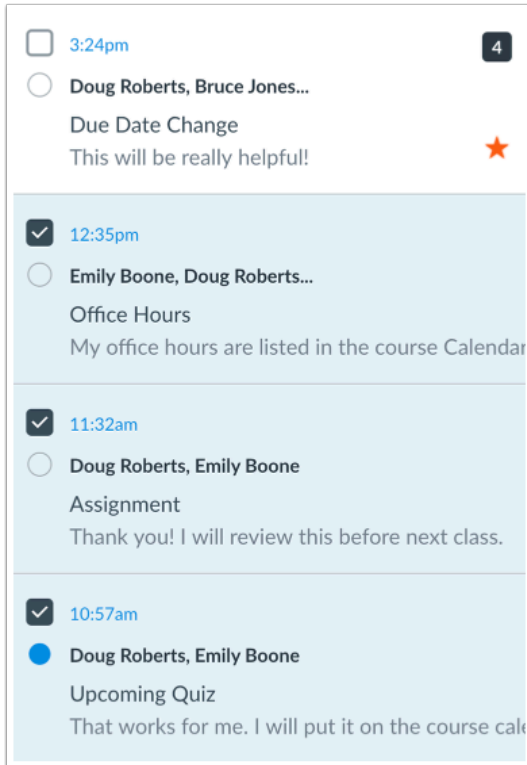 3:24pm 4
Doug Roberts, Bruce Jones...
Due Date Change
This will be really helpful!
12:35pm
Emily Boone, Doug Roberts...
Office Hours
My office hours are listed in the course Calendar
11:32am
Doug Roberts, Emily Boone
Assignment
Thank you! I will review this before next class.
10:57am
Doug Roberts, Emily Boone
Upcoming Quiz
That works for me. I will put it on the course cale